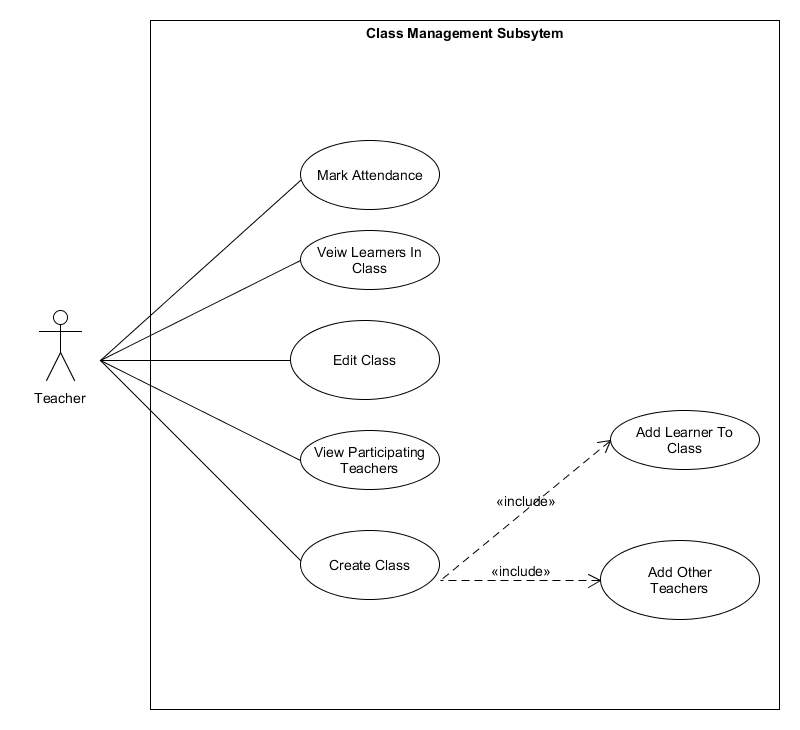 Class Management Subsytem
Mark Attendance
Veiw Learners In
Class
Edit Class
Teacher
View Participating
Teachers
Add Learner To
Class
«include»
Create Class
«include»
Add Other
Teachers